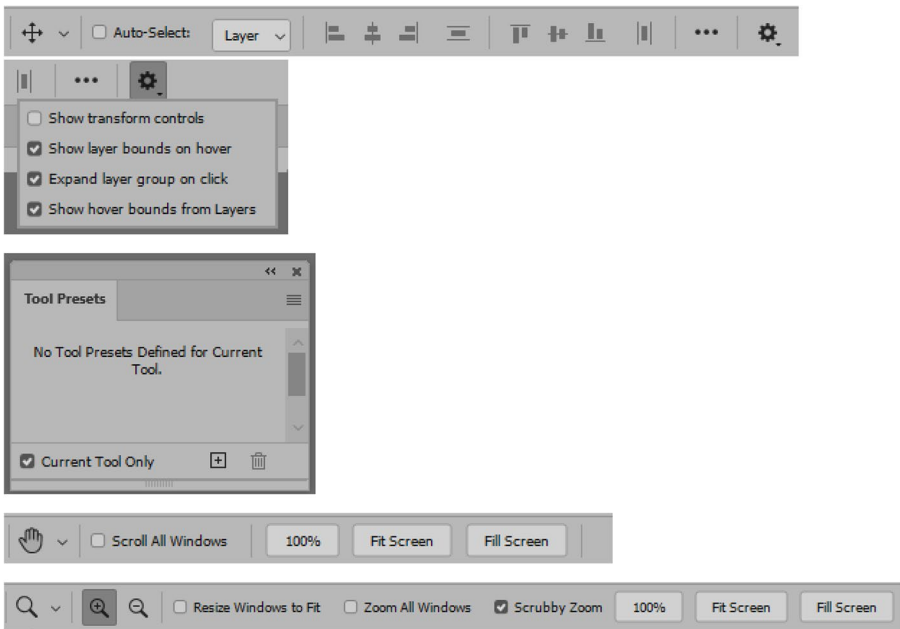 Auto-Select: Layer
Show transform controls
Show layer bounds on hover
Expand layer group on click
Show hover bounds from Layers
Tool Presets
No Tool Presets Defined for Current
Tool.
Current Tool Only
Scroll All Windows 100% Fit Screen Fill Screen
Resize Windows to Fit Zoom All Windows Scrubby Zoom 100% Fit Screen Fill Screen